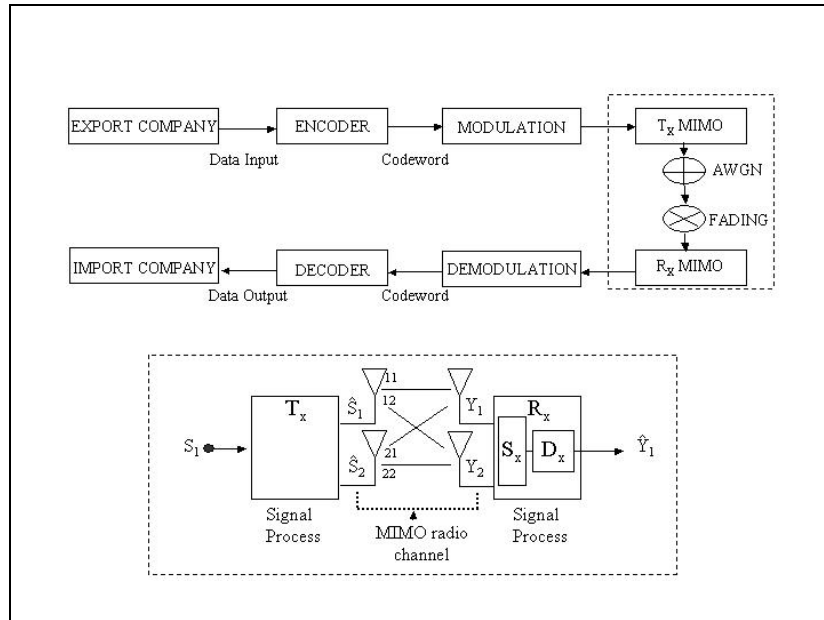 EXPORT COMPANY
ENCODER
MODULATION
Tx MIMO
Data Input
Codeword
AWGN
FADING
IMPORT COMPANY
DECODER
DEMODULATION
Rx MIMO
Data Output
Codeword
11
12
Tx
Ŝ1
Y1
Rx
S1
21
22
Ŝ2
Y2
Sx
Dx
Ŷ1
Signal
Process
MIMO radio
channel
Signal
Process